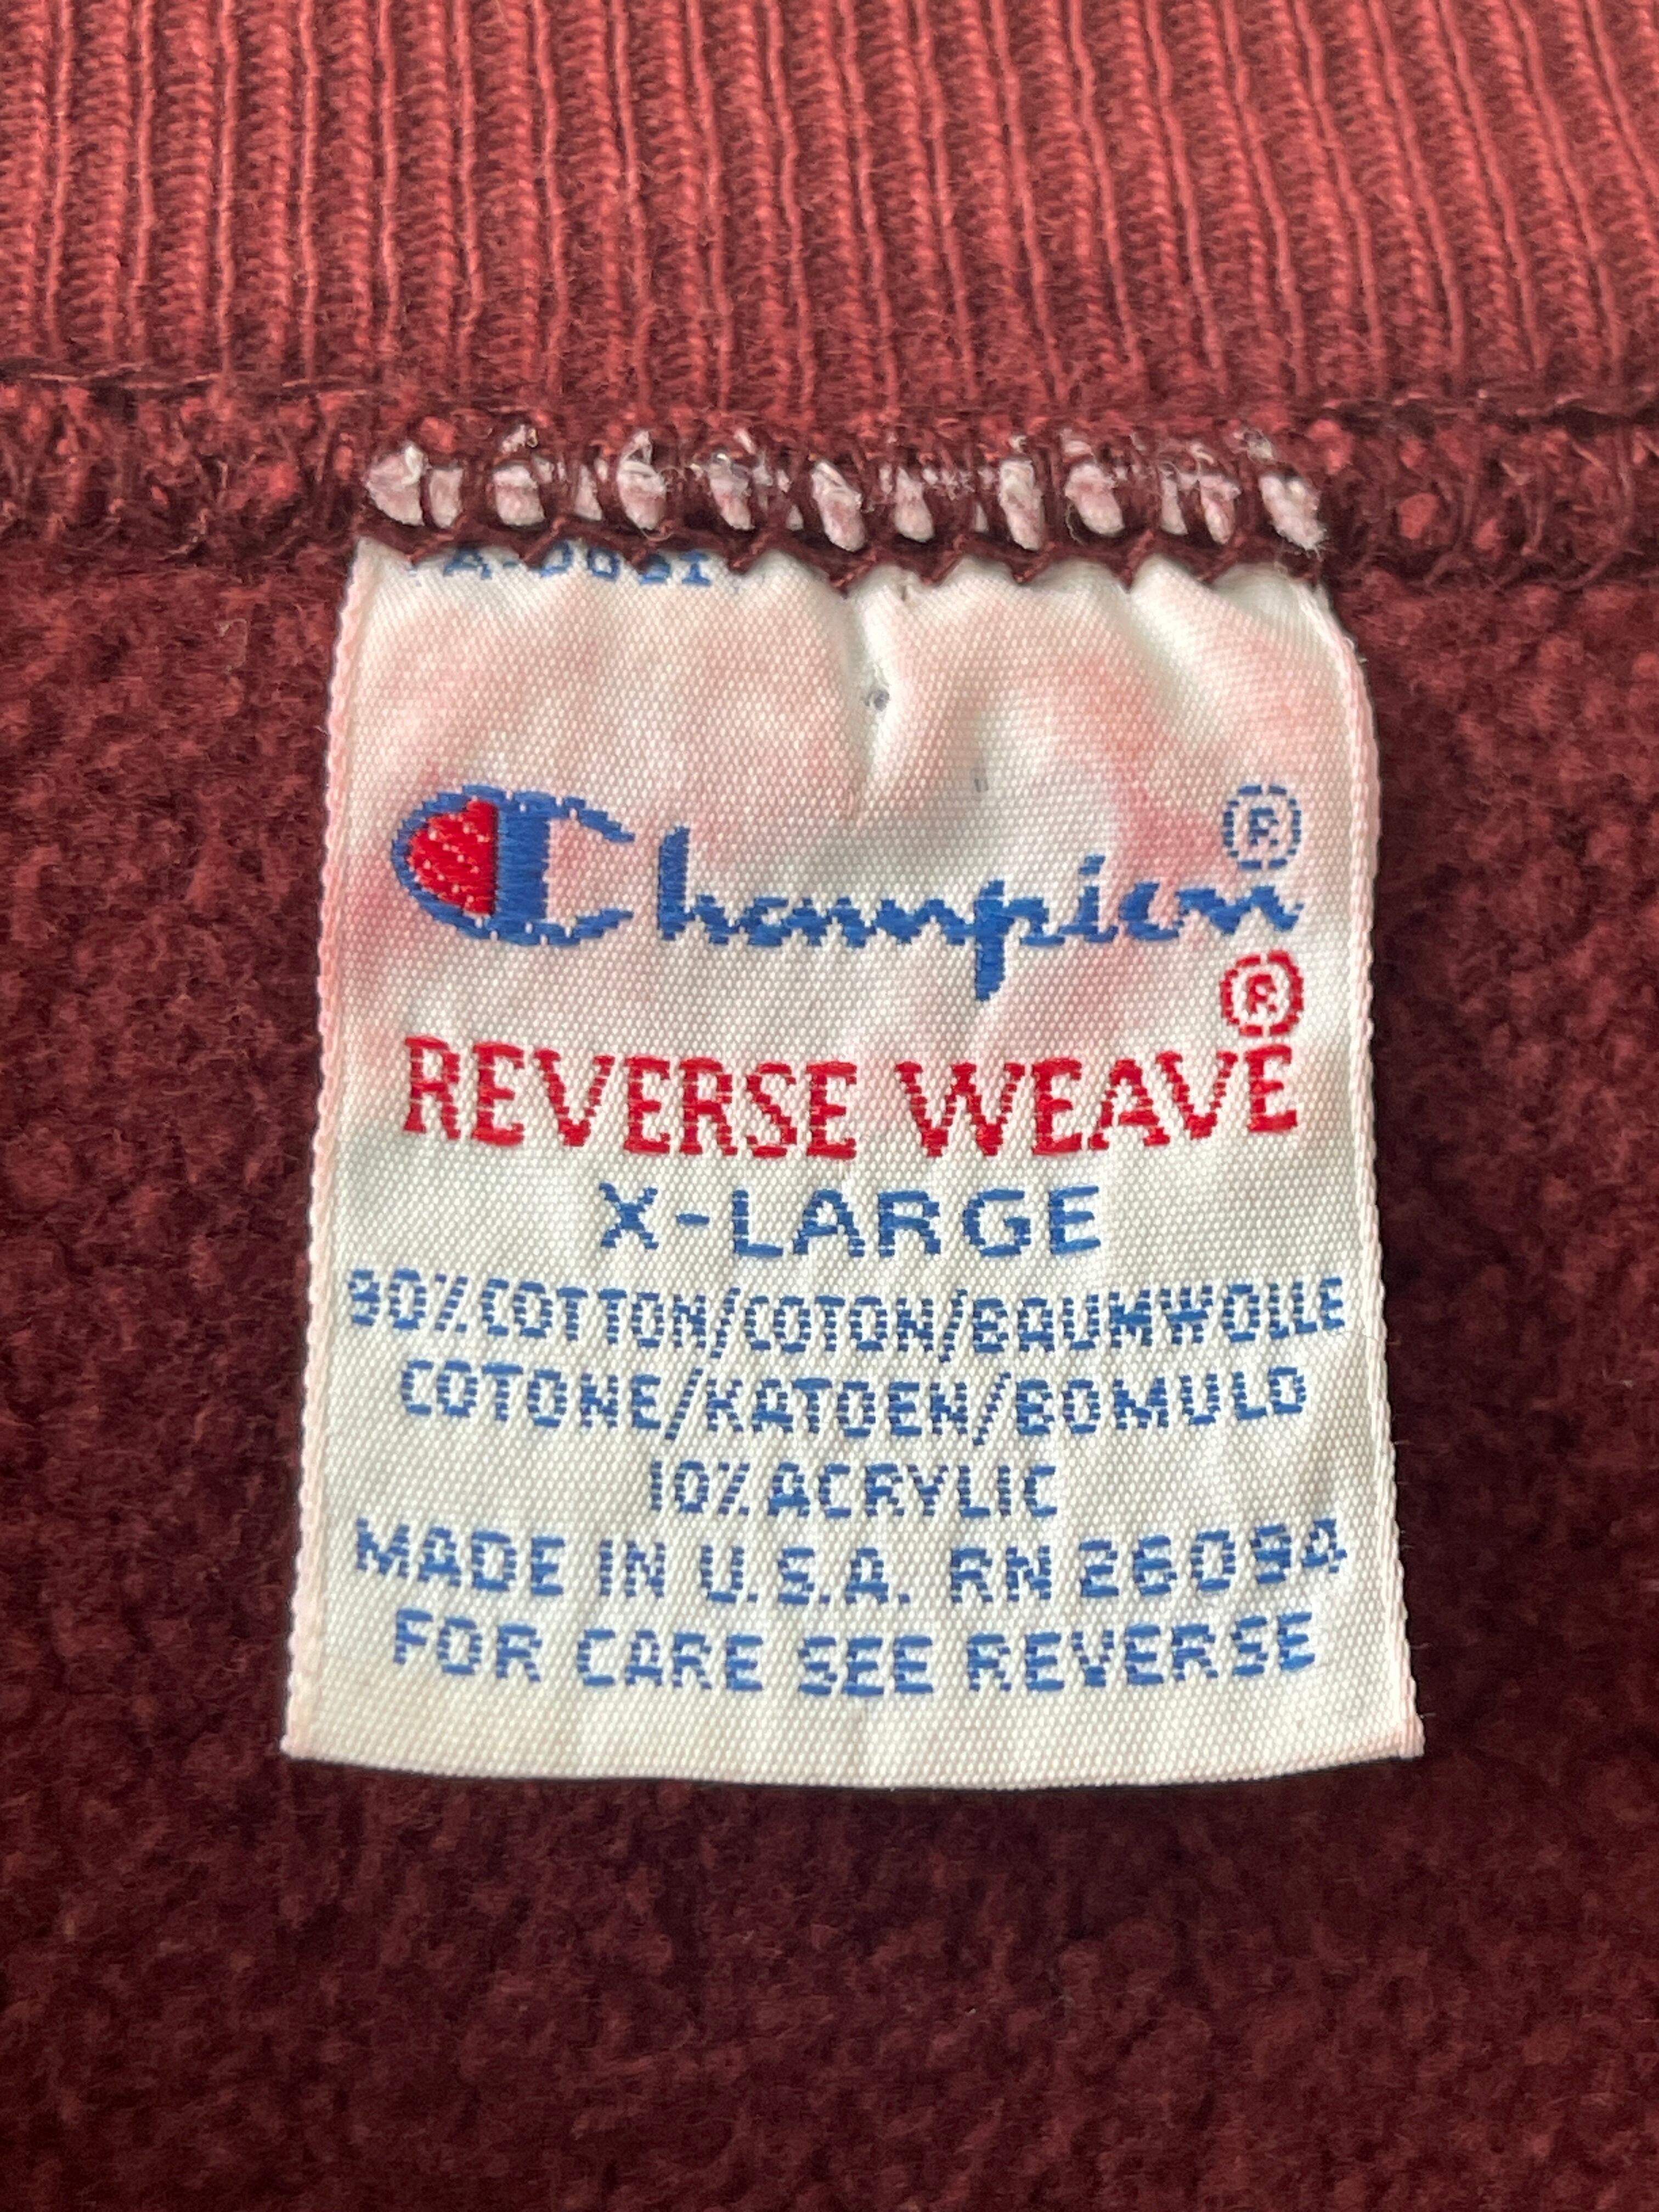 Champion®
REVERSE WEAVE®
X-LARGE
90%COTTON/COTON/BAUMWOLLE
COTONE/KATOEN/BOMULD
10%ACRYLIC
MADE IN U.S.A. RN 26094
FOR CARE SEE REVERSE